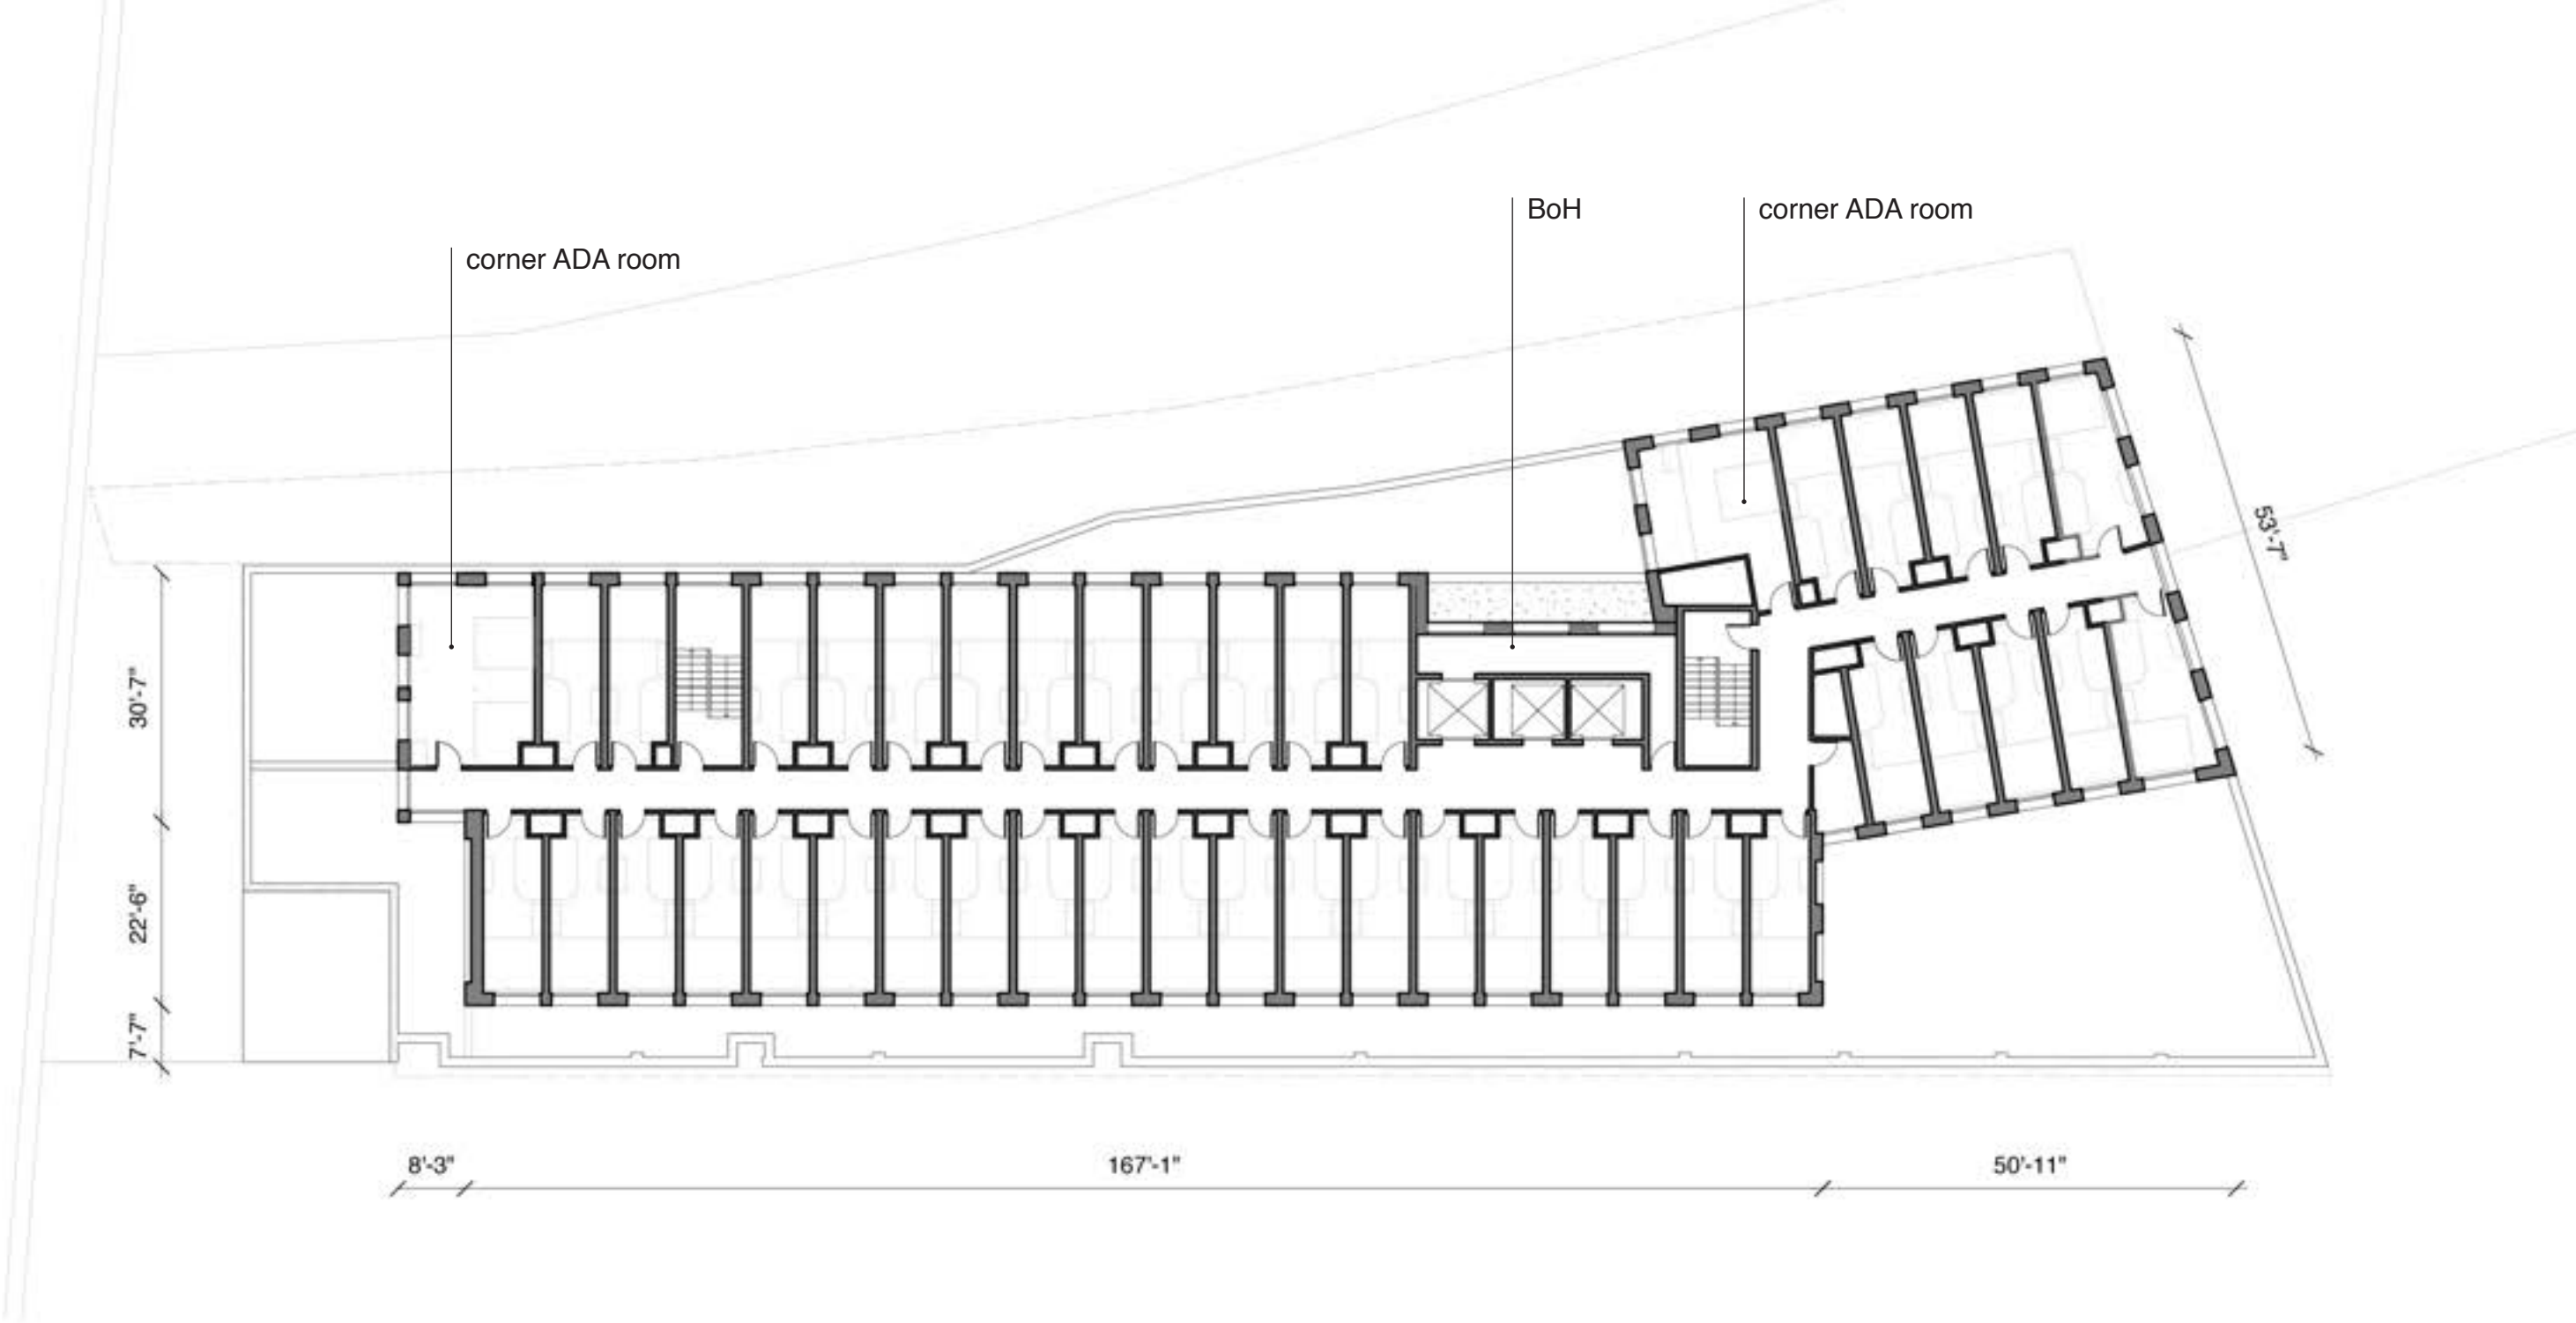 BoH
corner ADA room
corner ADA room
53'-7"
30'-7"
22'-6"
7'-7"
8'-3"
167'-1"
50'-11"